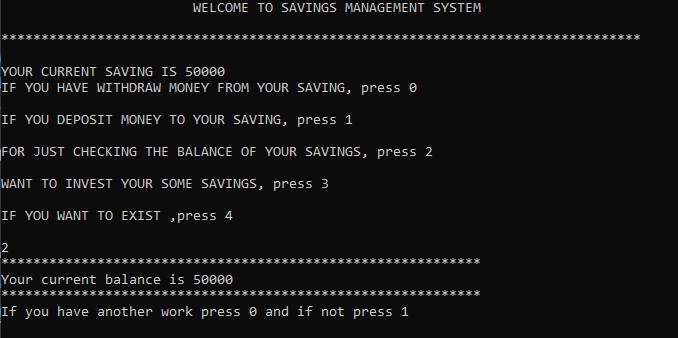 WELCOME TO SAVINGS MANAGEMENT SYSTEM
********************************************************************************
YOUR CURRENT SAVING IS 50000
IF YOU HAVE WITHDRAW MONEY FROM YOUR SAVING, press 0
IF YOU DEPOSIT MONEY TO YOUR SAVING, press 1
FOR JUST CHECKING THE BALANCE OF YOUR SAVINGS, press 2
WANT TO INVEST YOUR SOME SAVINGS, press 3
IF YOU WANT TO EXIST ,press 4
2
************************************************************
Your current balance is 50000
************************************************************
If you have another work press 0 and if not press 1